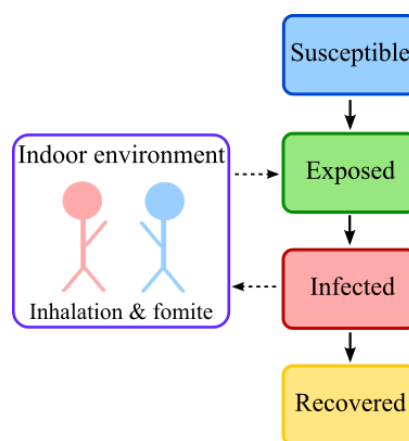 Susceptible
Indoor environment
Exposed
Infected
Inhalation & fomite
Recovered